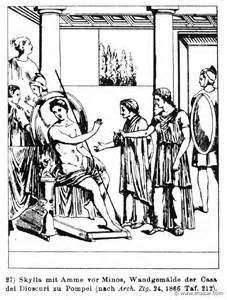 27) Skylla mit Amme vor Minos, Wandgemälde der Casa
dei Dioscuri zu Pompei (nach Arch. Ztg. 24, 1866 Taf. 212).